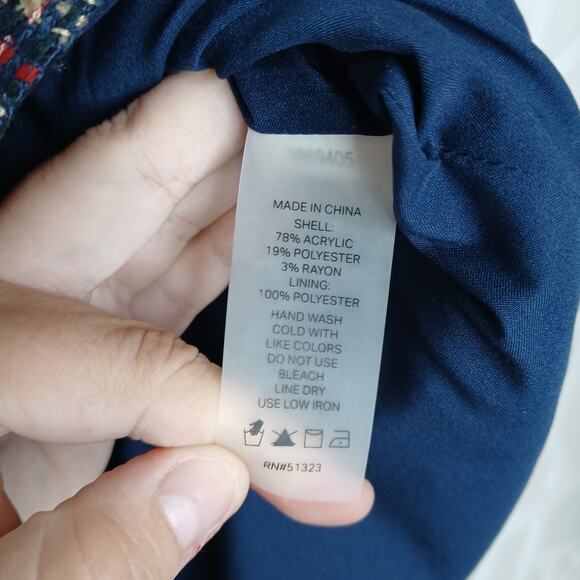 MADE IN CHINA
SHELL:
78% ACRYLIC
19% POLYESTER
3% RAYON
LINING:
100% POLYESTER
HAND WASH
COLD WITH
LIKE COLORS
DO NOT USE
BLEACH
LINE DRY
USE LOW IRON
RN#51323